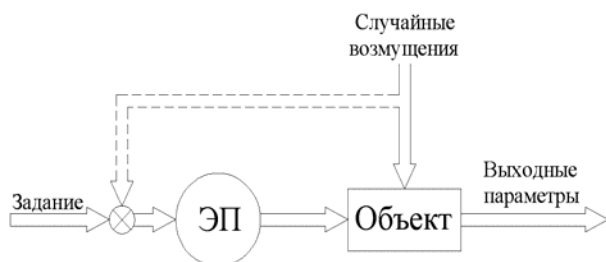 Случайные
возмущения
Задание
ЭП
Объект
Выходные
параметры